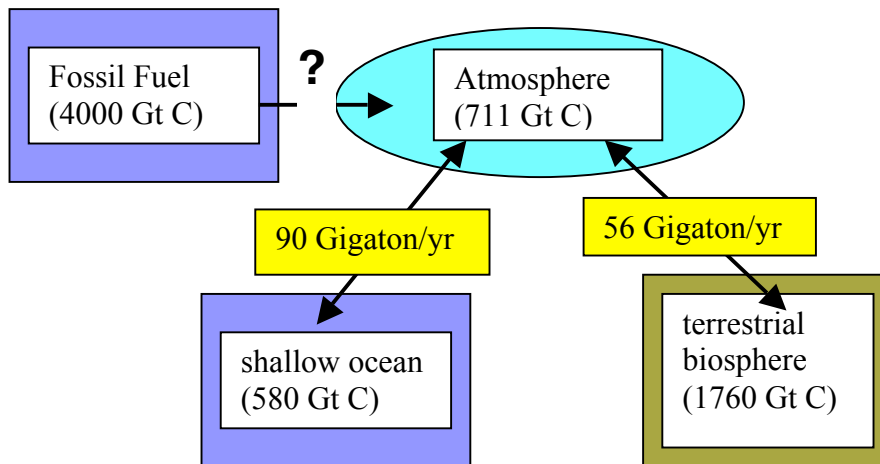 Fossil Fuel
(4000 Gt C)
?
Atmosphere
(711 Gt C)
90 Gigaton/yr
56 Gigaton/yr
shallow ocean
(580 Gt C)
terrestrial
biosphere
(1760 Gt C)